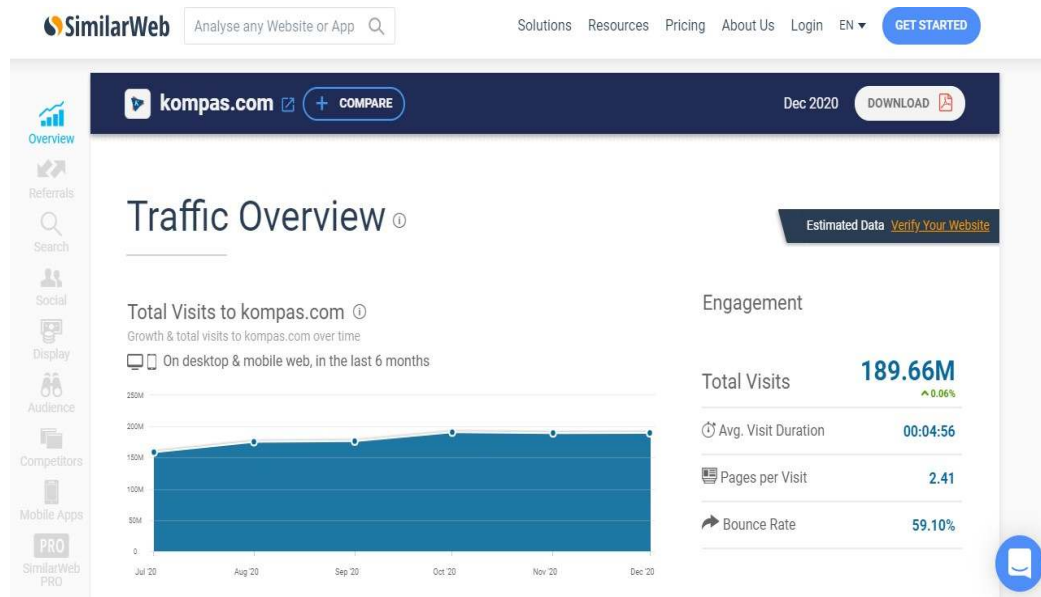 SimilarWeb Analyse any Website or App Solutions Resources Pricing About Us Login EN GET STARTED
kompas.com + COMPARE Dec 2020 DOWNLOAD
Overview
Referrals
Search
Social
Display
Audience
Competitors
Mobile Apps
PRO
SimilarWeb
PRO
Traffic Overview
Estimated Data Verify Your Website
Total Visits to kompas.com
Growth & total visits to kompas.com over time
On desktop & mobile web, in the last 6 months
250M
200M
150M
100M
50M
0
Jul '20 Aug '20 Sep '20 Oct '20 Nov '20 Dec '20
Engagement
Total Visits 189.66M
0.06%
Avg. Visit Duration 00:04:56
Pages per Visit 2.41
Bounce Rate 59.10%